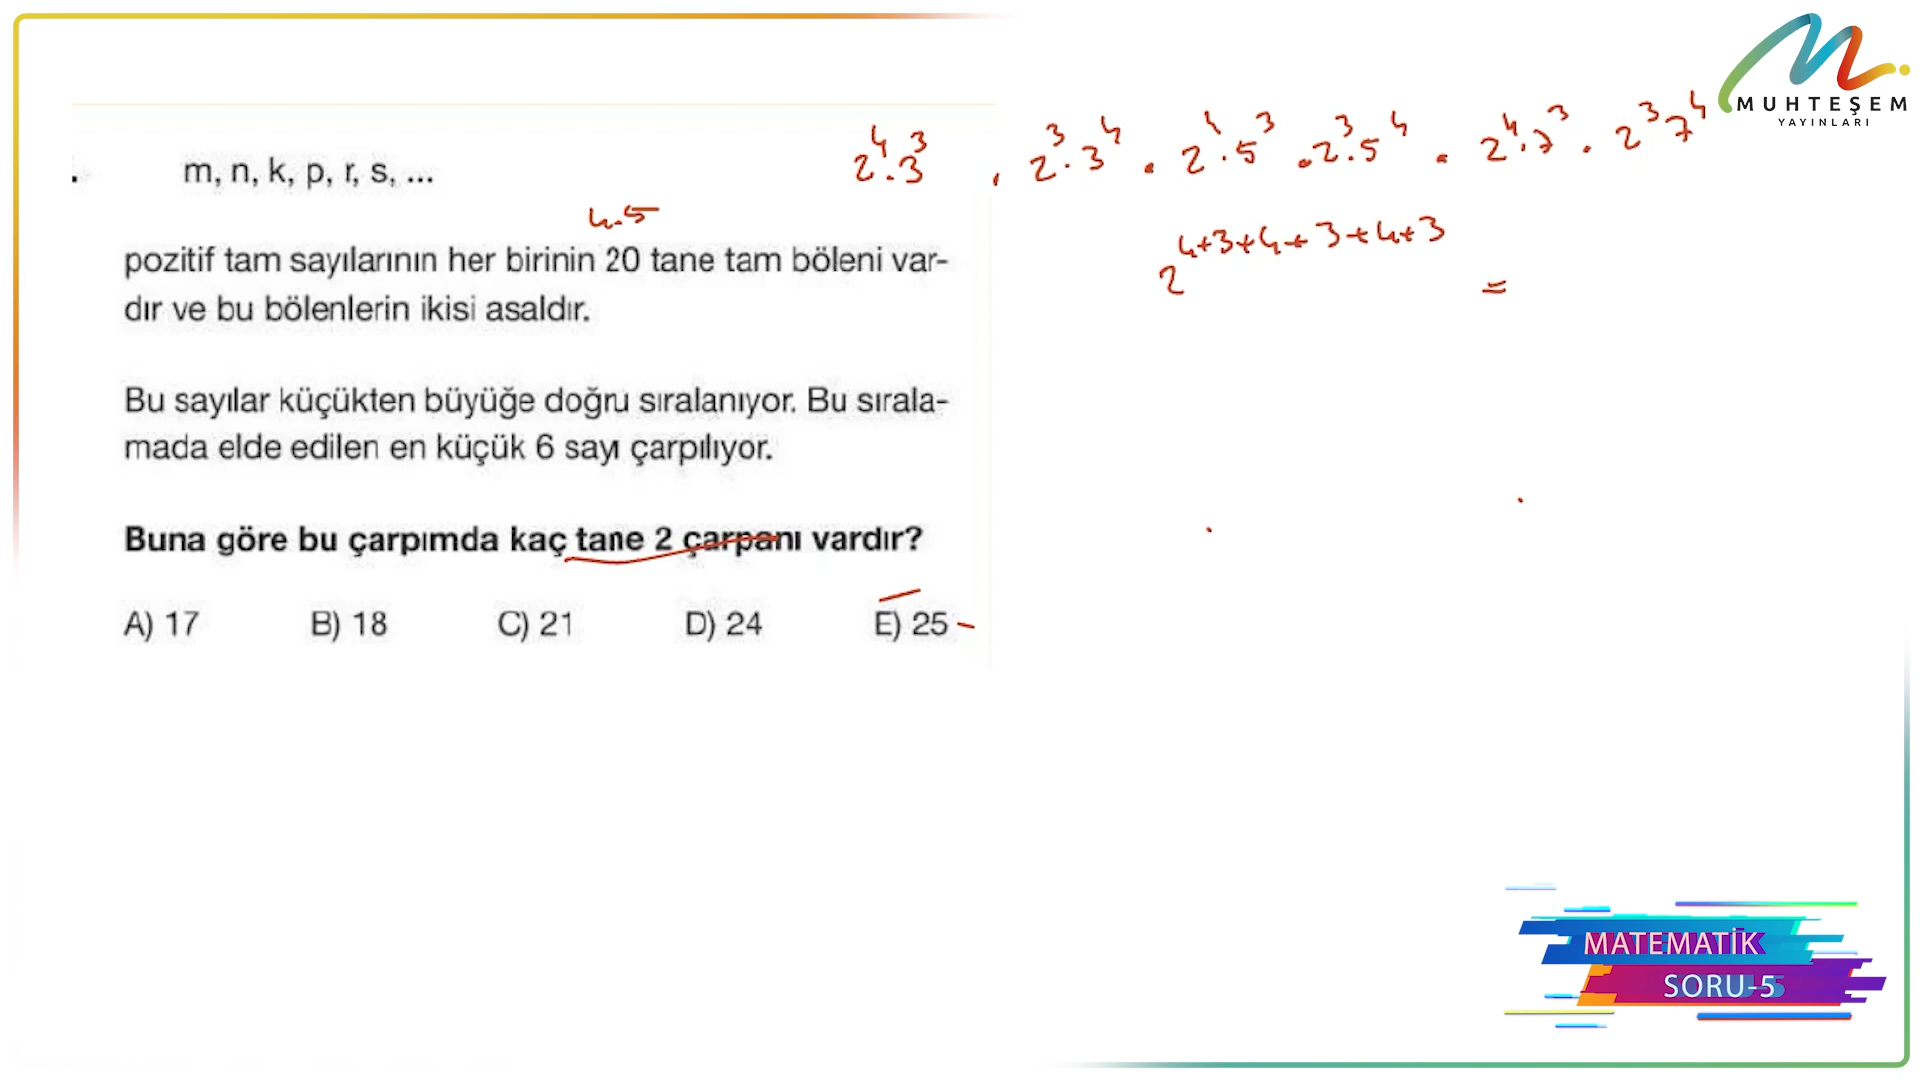 MUHTEŞEM
YAYINLARI
2⁴.3³ . 2³.3⁴ . 2⁴.5³ . 2³.5⁴ . 2⁴.7³ . 2³7⁴
m, n, k, p, r, s, ...
4.5
2⁴⁺³⁺⁴⁺³⁺⁴⁺³ =
pozitif tam sayılarının her birinin 20 tane tam böleni var-
dır ve bu bölenlerin ikisi asaldır.
Bu sayılar küçükten büyüğe doğru sıralanıyor. Bu sırala-
mada elde edilen en küçük 6 sayı çarpılıyor.
Buna göre bu çarpımda kaç tane 2 çarpanı vardır?
A) 17 B) 18 C) 21 D) 24 E) 25
MATEMATİK
SORU-5